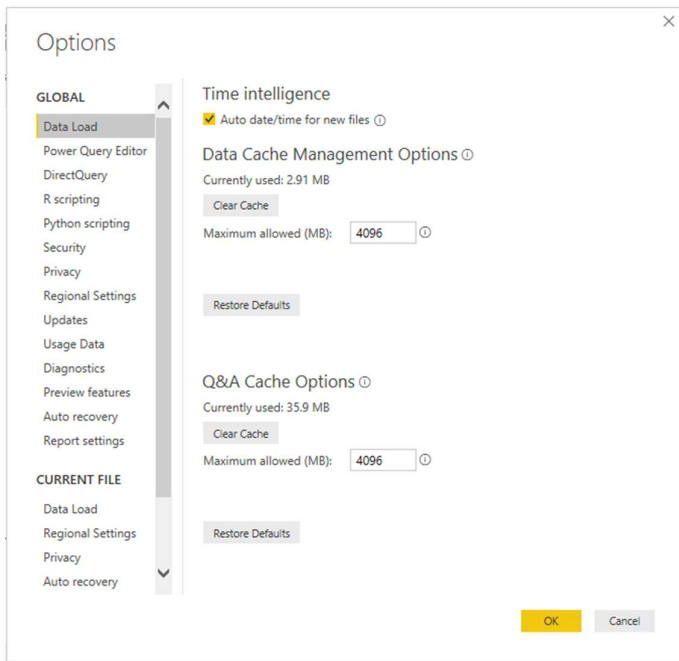 Options
GLOBAL
Data Load
Power Query Editor
DirectQuery
R scripting
Python scripting
Security
Privacy
Regional Settings
Updates
Usage Data
Diagnostics
Preview features
Auto recovery
Report settings
CURRENT FILE
Data Load
Regional Settings
Privacy
Auto recovery
Time intelligence
Auto date/time for new files
Data Cache Management Options
Currently used: 2.91 MB
Clear Cache
Maximum allowed (MB): 4096
Restore Defaults
Q&A Cache Options
Currently used: 35.9 MB
Clear Cache
Maximum allowed (MB): 4096
Restore Defaults
OK Cancel